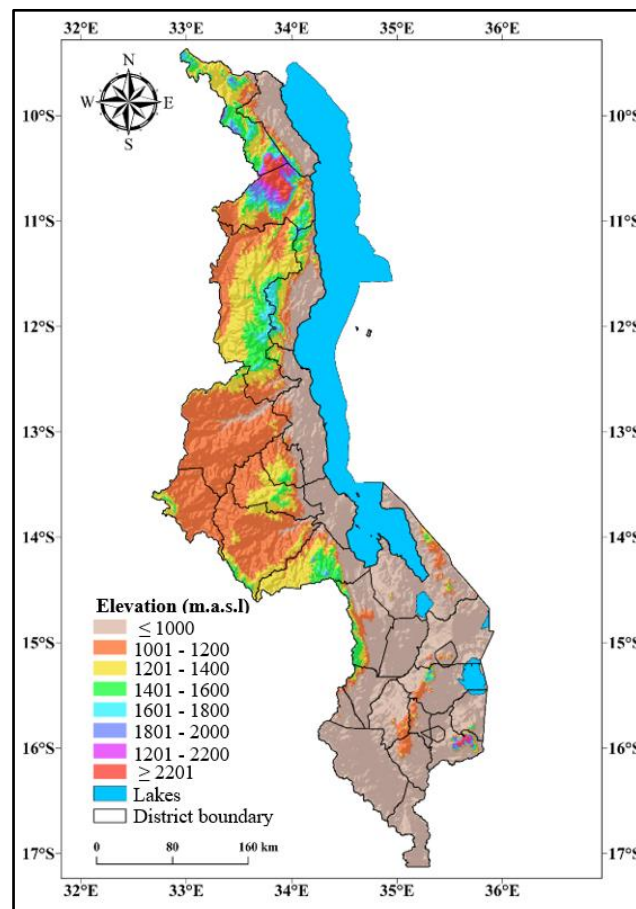 32°E 33°E 34°E 35°E 36°E
N
W E
S
10°S 10°S
11°S 11°S
12°S 12°S
13°S 13°S
14°S 14°S
15°S 15°S
16°S 16°S
17°S 17°S
Elevation (m.a.s.l)
≤ 1000
1001 - 1200
1201 - 1400
1401 - 1600
1601 - 1800
1801 - 2000
1201 - 2200
≥ 2201
Lakes
District boundary
0 80 160 km
32°E 33°E 34°E 35°E 36°E